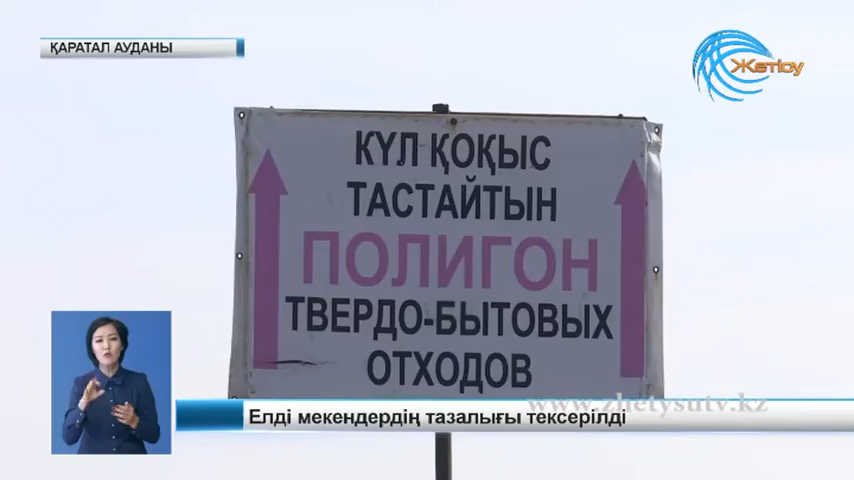 ҚАРАТАЛ АУДАНЫ
Жетісу
КҮЛ ҚОҚЫС
ТАСТАЙТЫН
ПОЛИГОН
ТВЕРДО-БЫТОВЫХ
ОТХОДОВ
www.zhetysutv.kz
Елді мекендердің тазалығы тексерілді